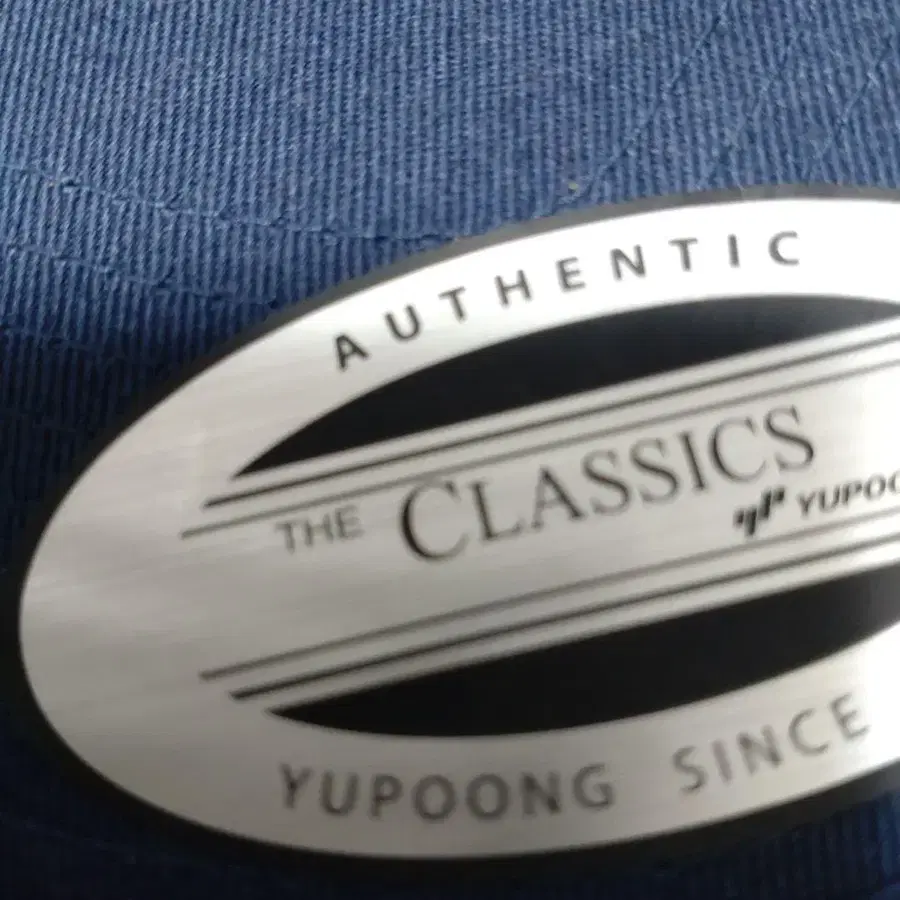 AUTHENTIC
THE CLASSICS
YUPOO
YUPOONG SINCE